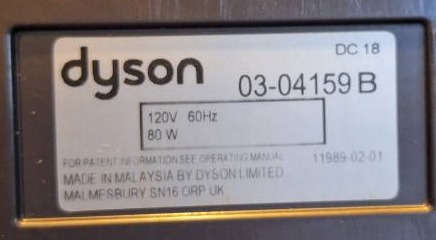 DC 18
dyson
03-04159 B
120V 60Hz
80 W
FOR PATENT INFORMATION SEE OPERATING MANUAL 11989-02-01
MADE IN MALAYSIA BY DYSON LIMITED
MALMESBURY SN16 ORP UK